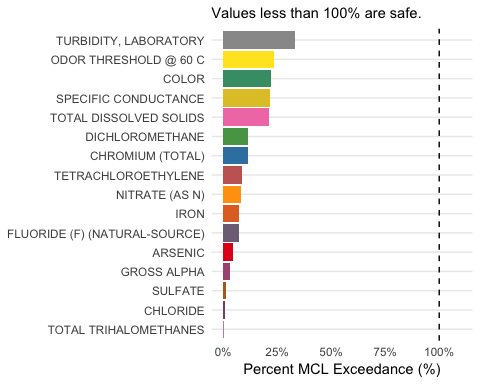 Values less than 100% are safe.
TURBIDITY, LABORATORY
ODOR THRESHOLD @ 60 C
COLOR
SPECIFIC CONDUCTANCE
TOTAL DISSOLVED SOLIDS
DICHLOROMETHANE
CHROMIUM (TOTAL)
TETRACHLOROETHYLENE
NITRATE (AS N)
IRON
FLUORIDE (F) (NATURAL-SOURCE)
ARSENIC
GROSS ALPHA
SULFATE
CHLORIDE
TOTAL TRIHALOMETHANES
0% 25% 50% 75% 100%
Percent MCL Exceedance (%)